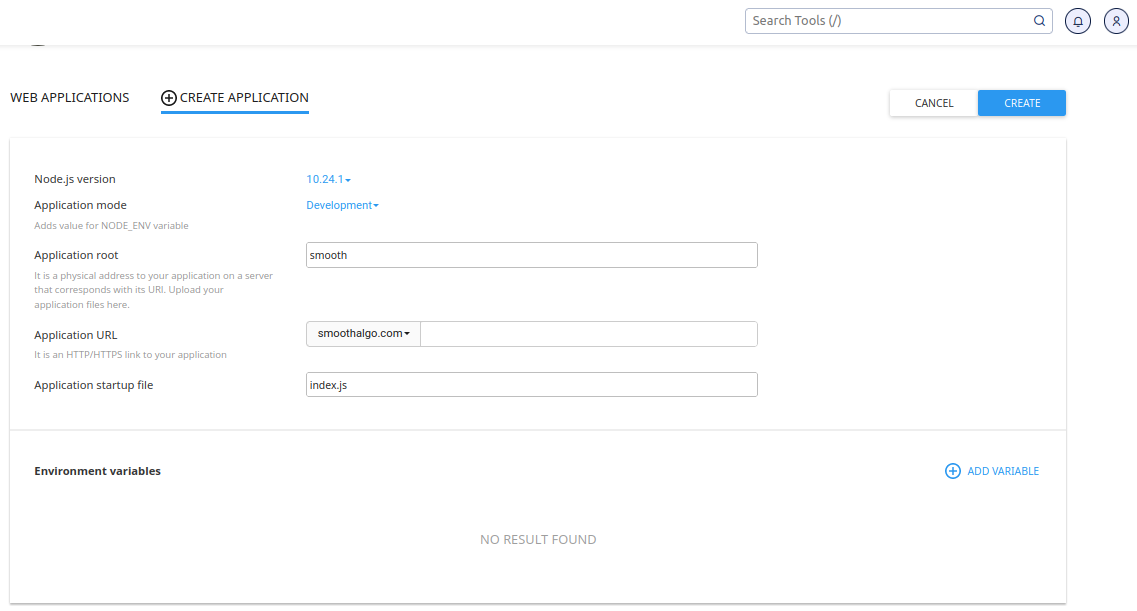 Search Tools (/)
WEB APPLICATIONS
CREATE APPLICATION
CANCEL
CREATE
Node.js version
10.24.1
Application mode
Development
Adds value for NODE_ENV variable
Application root
smooth
It is a physical address to your application on a server
that corresponds with its URI. Upload your
application files here.
Application URL
smoothalgo.com
It is an HTTP/HTTPS link to your application
Application startup file
index.js
Environment variables
ADD VARIABLE
NO RESULT FOUND